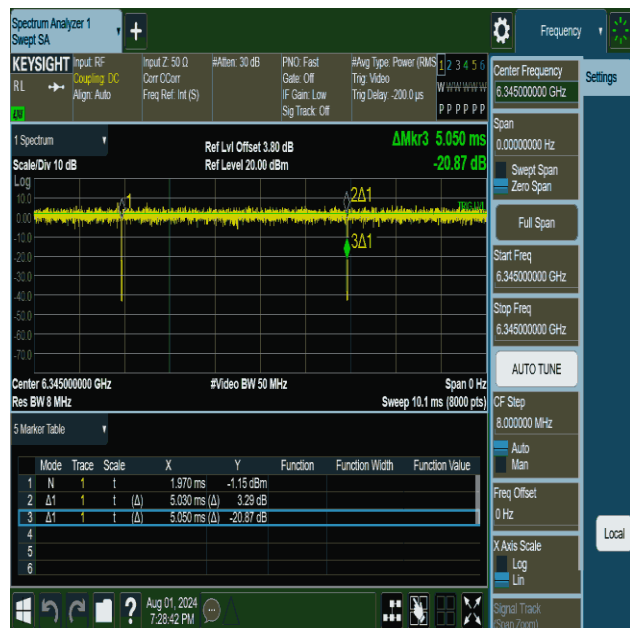 Spectrum Analyzer 1
Swept SA
Frequency
KEYSIGHT
RL
Input: RF
Coupling: DC
Align: Auto
Input Z: 50 Ω
Corr CCorr
Freq Ref: Int (S)
#Atten: 30 dB
PNO: Fast
Gate: Off
IF Gain: Low
Sig Track: Off
#Avg Type: Power (RMS
Trig: Video
Trig Delay: -200.0 µs
1 2 3 4 5 6
W W W W W W
P P P P P P
1 Spectrum
Scale/Div 10 dB
Ref Lvl Offset 3.80 dB
Ref Level 20.00 dBm
ΔMkr3 5.050 ms
-20.87 dB
Log
10.0
0.00
-10.0
-20.0
-30.0
-40.0
-50.0
-60.0
-70.0
1
2Δ1
3Δ1
Center 6.345000000 GHz
#Video BW 50 MHz
Span 0 Hz
Res BW 8 MHz
Sweep 10.1 ms (8000 pts)
5 Marker Table
Mode Trace Scale X Y Function Function Width Function Value
1 N 1 t 1.970 ms -1.15 dBm
2 Δ1 1 t (Δ) 5.030 ms (Δ) 3.29 dB
3 Δ1 1 t (Δ) 5.050 ms (Δ) -20.87 dB
4
5
6
?
Aug 01, 2024
7:28:42 PM
Center Frequency
6.345000000 GHz
Settings
Span
0.00000000 Hz
Swept Span
Zero Span
Full Span
Start Freq
6.345000000 GHz
Stop Freq
6.345000000 GHz
AUTO TUNE
CF Step
8.000000 MHz
Auto
Man
Freq Offset
0 Hz
Local
X Axis Scale
Log
Lin
Signal Track
(Span Zoom)